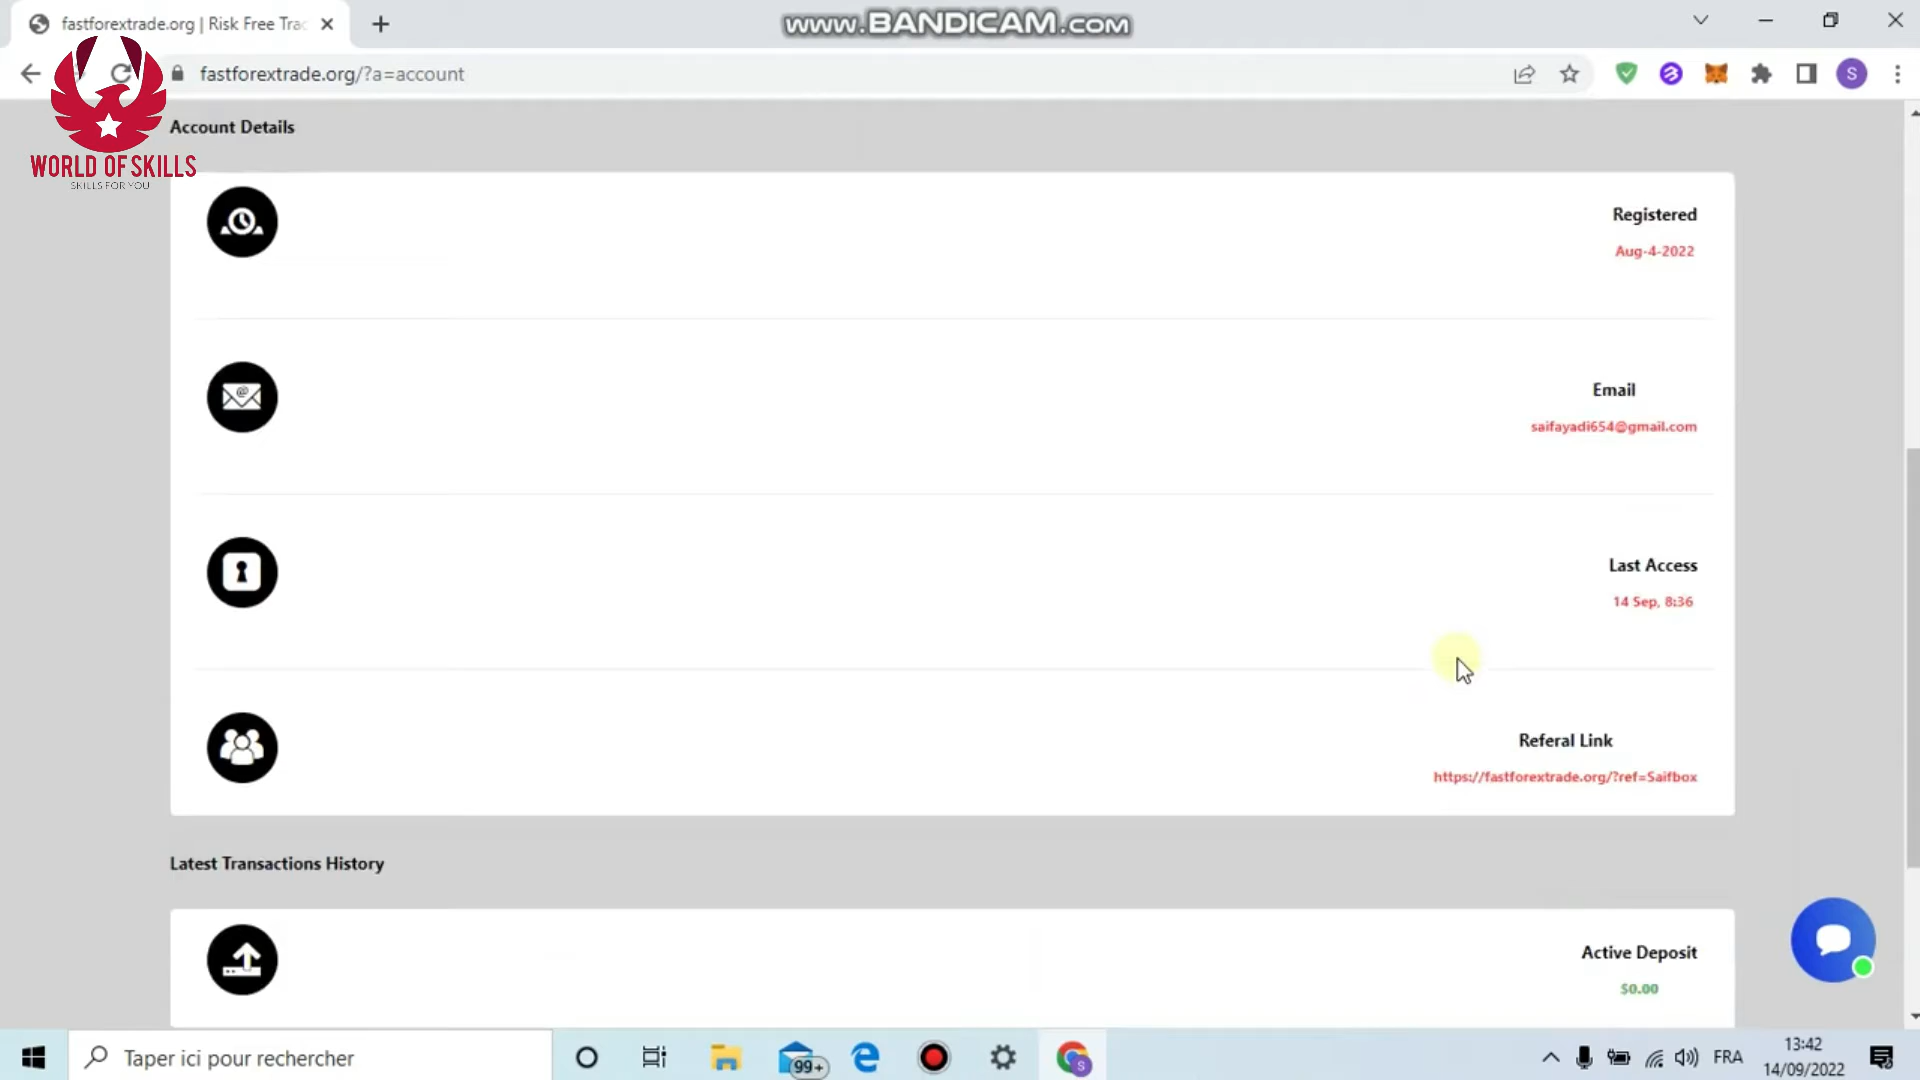 fastforextrade.org | Risk Free Trac
www.BANDICAM.com
fastforextrade.org/?a=account
S
WORLD OF SKILLS
SKILLS FOR YOU
Account Details
Registered
Aug-4-2022
Email
saifayadi654@gmail.com
Last Access
14 Sep, 8:36
Referal Link
https://fastforextrade.org/?ref=Saifbox
Latest Transactions History
Active Deposit
$0.00
Taper ici pour rechercher
99+
S
FRA
13:42
14/09/2022